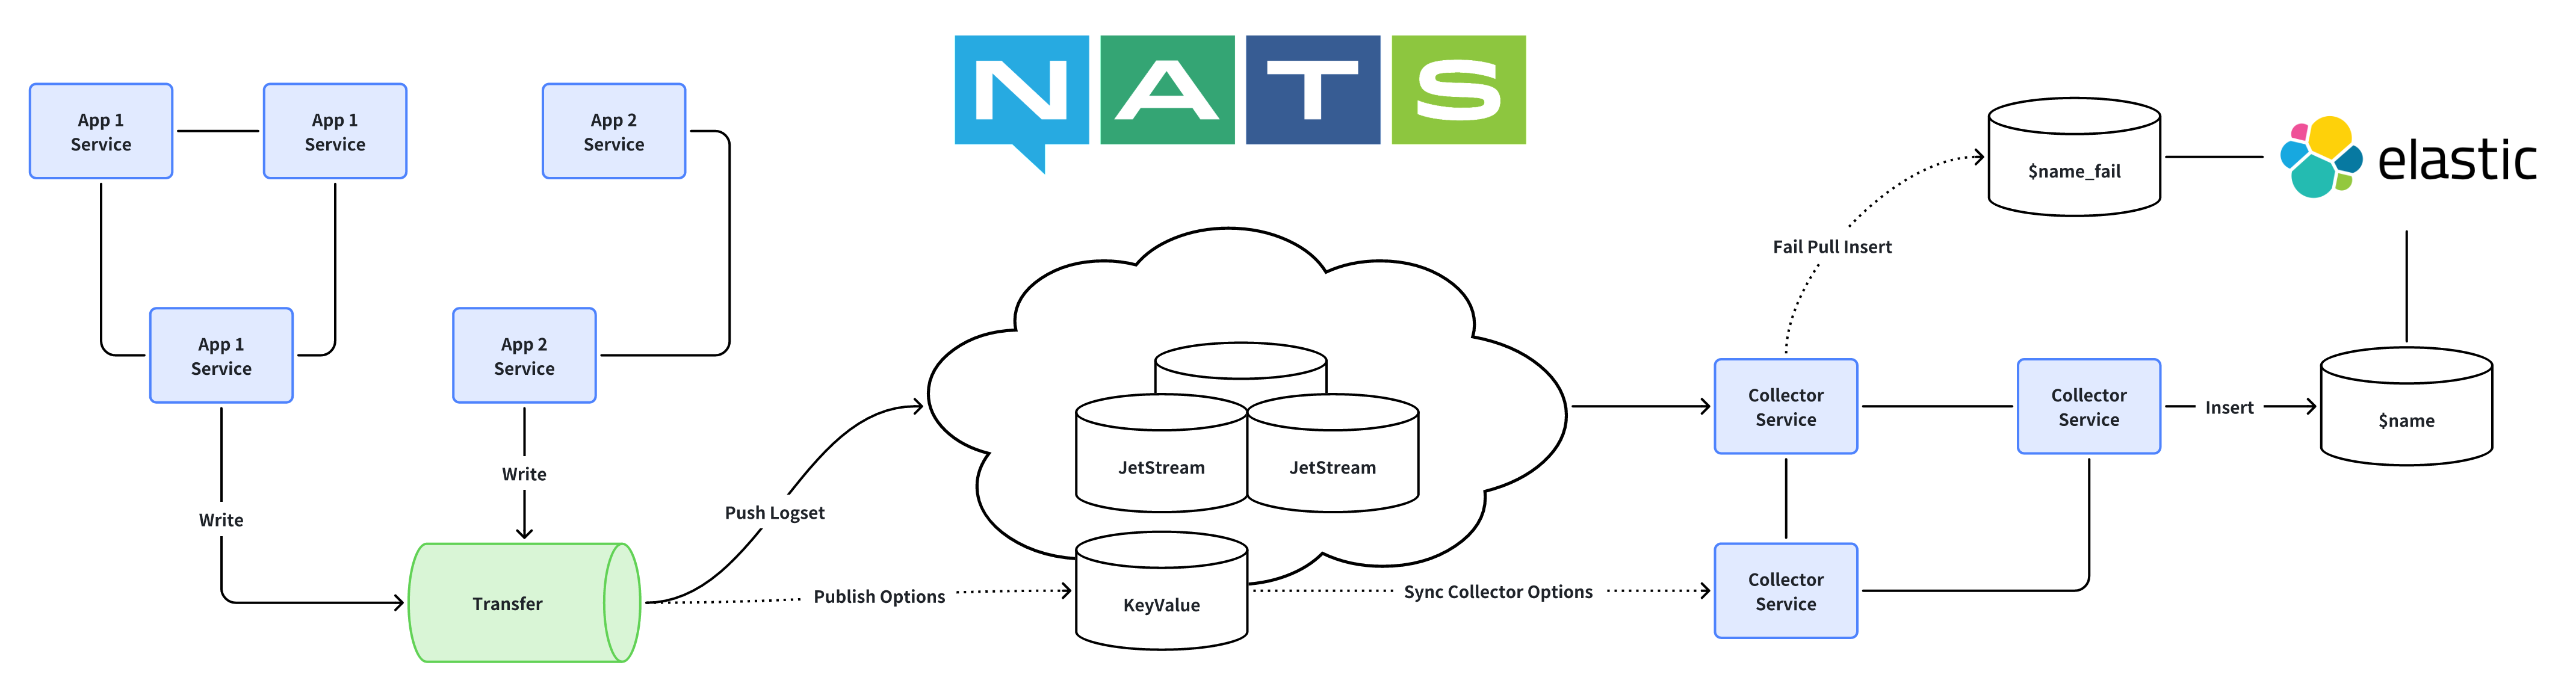 NATS
App 1
Service
App 1
Service
App 2
Service
$name_fail
elastic
Fail Pull Insert
App 1
Service
App 2
Service
Collector
Service
Collector
Service
Insert
$name
Write
JetStream
JetStream
Write
Push Logset
Transfer
Publish Options
KeyValue
Sync Collector Options
Collector
Service